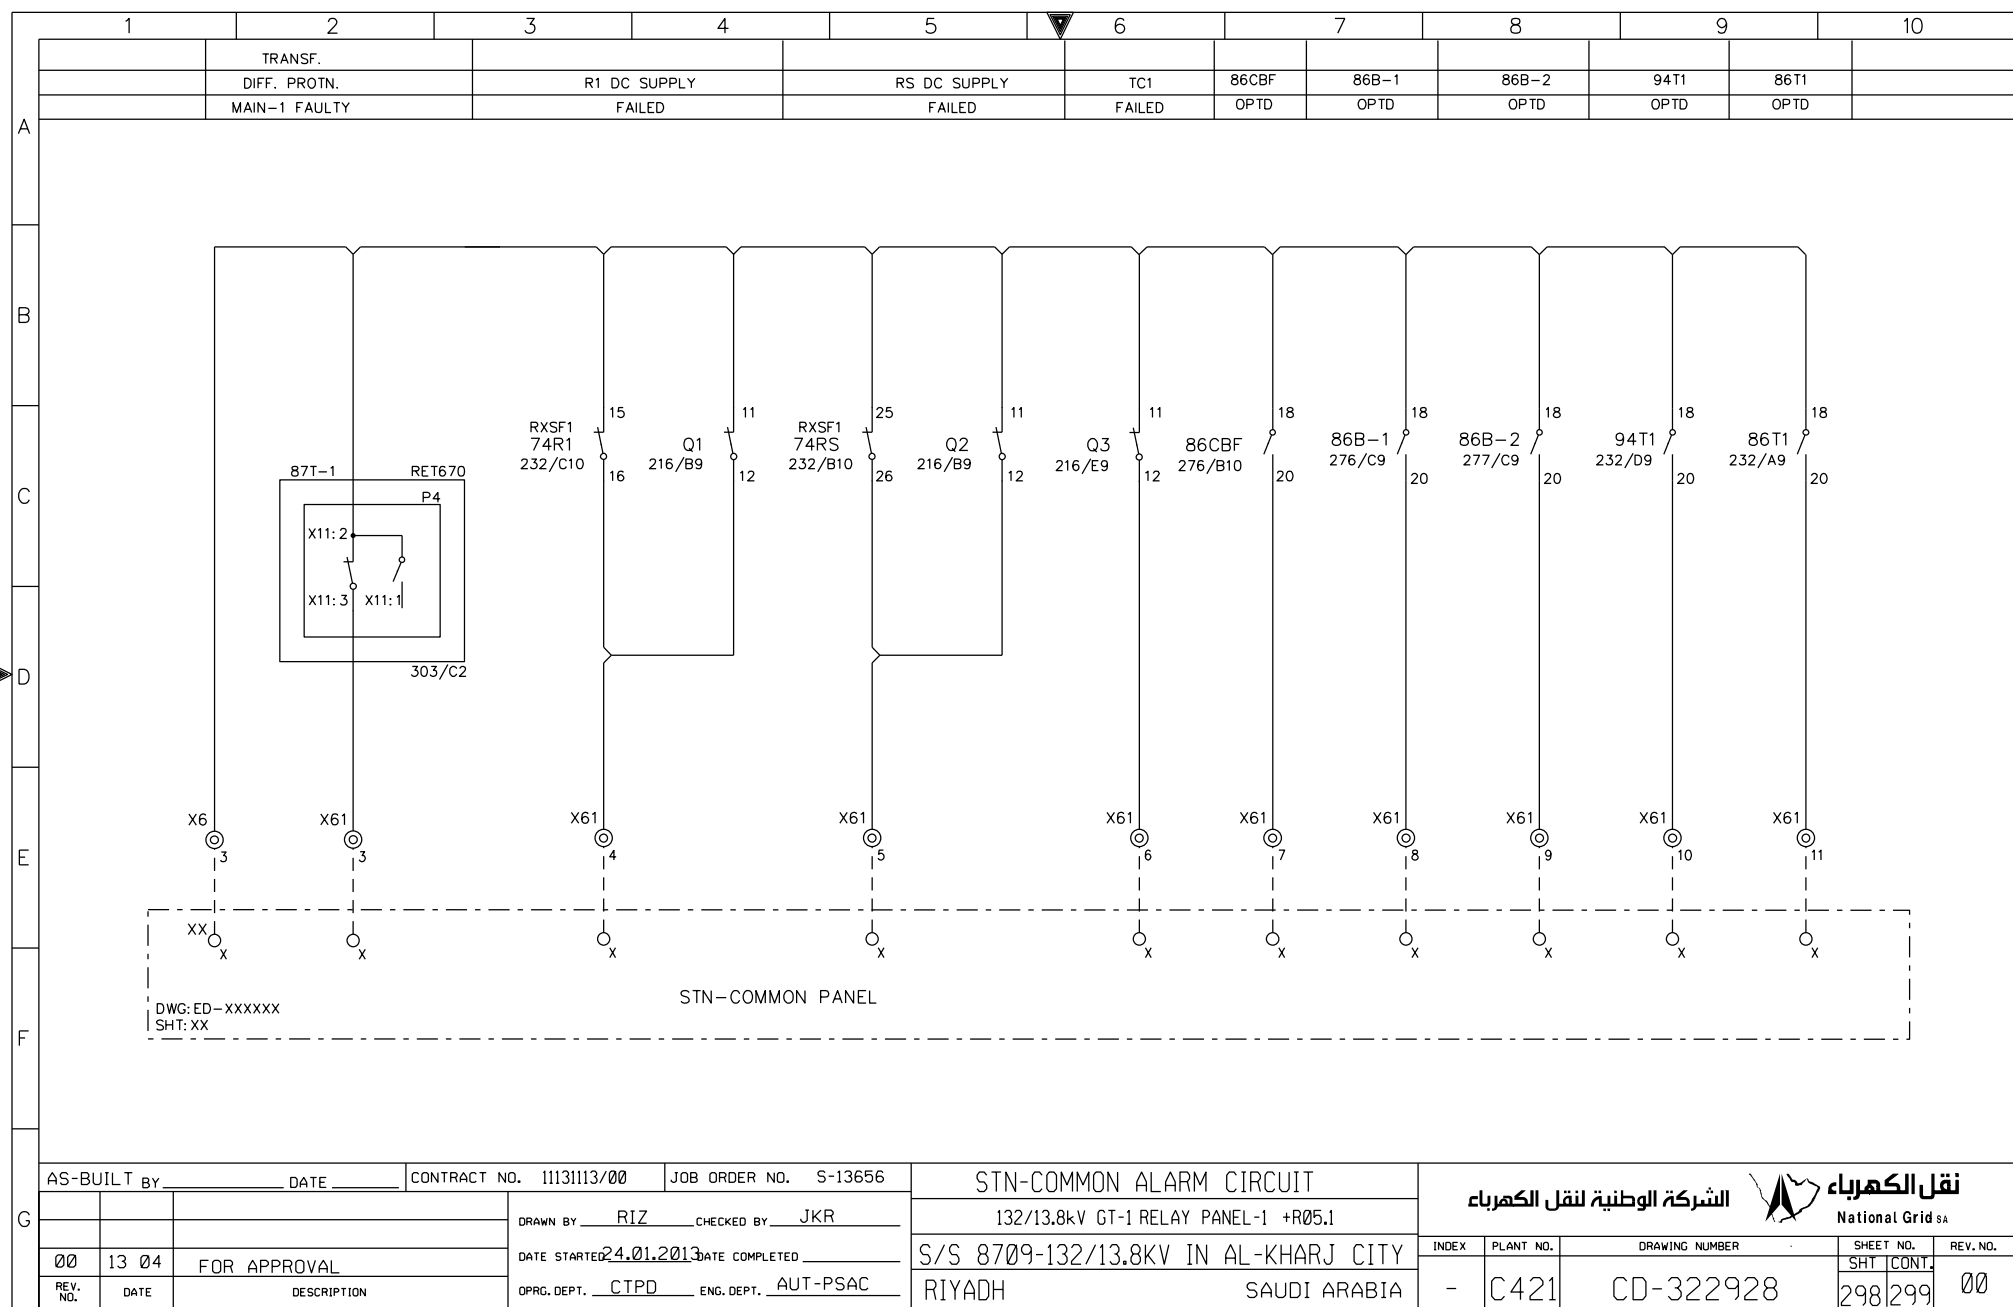 1 2 3 4 5 6 7 8 9 10
TRANSF.
DIFF. PROTN. R1 DC SUPPLY RS DC SUPPLY TC1 86CBF 86B-1 86B-2 94T1 86T1
MAIN-1 FAULTY FAILED FAILED FAILED OPTD OPTD OPTD OPTD OPTD
A
B
15 11 25 11 11 18 18 18 18 18
RXSF1 RXSF1
74R1 Q1 74RS Q2 Q3 86CBF 86B-1 86B-2 94T1 86T1
232/C10 216/B9 232/B10 216/B9 216/E9 276/B10 276/C9 277/C9 232/D9 232/A9
16 12 26 12 12 20 20 20 20 20
87T-1 RET670
C
P4
X11:2
X11:3 X11:1
303/C2
D
X6 X61 X61 X61 X61 X61 X61 X61 X61 X61
3 3 4 5 6 7 8 9 10 11
E
XX
X X X X X X X X X X
STN-COMMON PANEL
DWG:ED-XXXXXX
SHT:XX
F
AS-BUILT BY DATE CONTRACT NO. 11131113/00 JOB ORDER NO. S-13656
G
DRAWN BY RIZ CHECKED BY JKR
DATE STARTED 24.01.2013 DATE COMPLETED
OPRG.DEPT. CTPD ENG.DEPT. AUT-PSAC
00 13 04 FOR APPROVAL
REV. NO. DATE DESCRIPTION
STN-COMMON ALARM CIRCUIT
132/13.8kV GT-1 RELAY PANEL-1 +R05.1
S/S 8709-132/13.8KV IN AL-KHARJ CITY
RIYADH SAUDI ARABIA
الشركة الوطنية لنقل الكهرباء
نقل الكهرباء
National Grid SA
INDEX PLANT NO. DRAWING NUMBER SHEET NO. REV.NO.
SHT CONT.
- C421 CD-322928 298 299 00